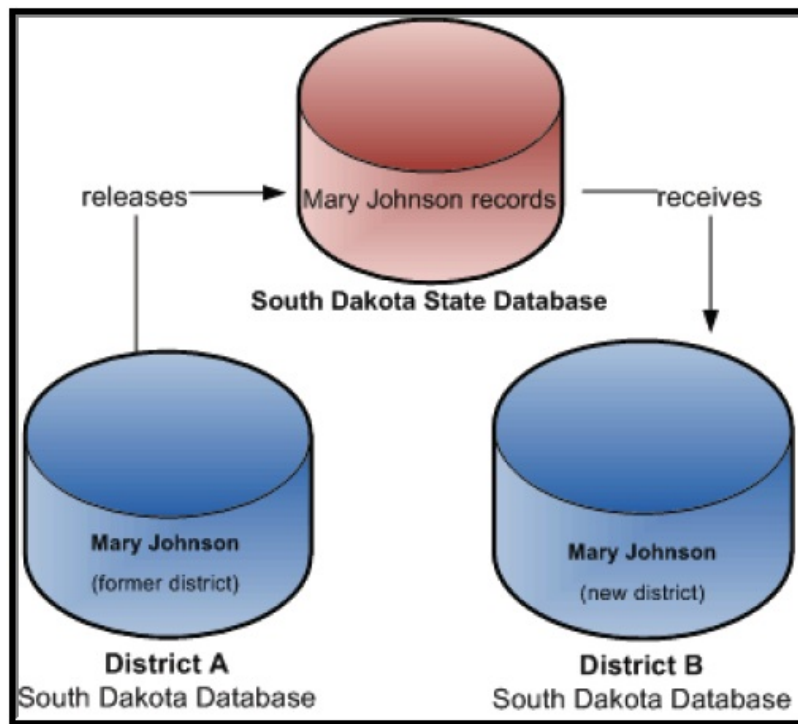 releases
Mary Johnson records
receives
South Dakota State Database
Mary Johnson
(former district)
District A
South Dakota Database
Mary Johnson
(new district)
District B
South Dakota Database